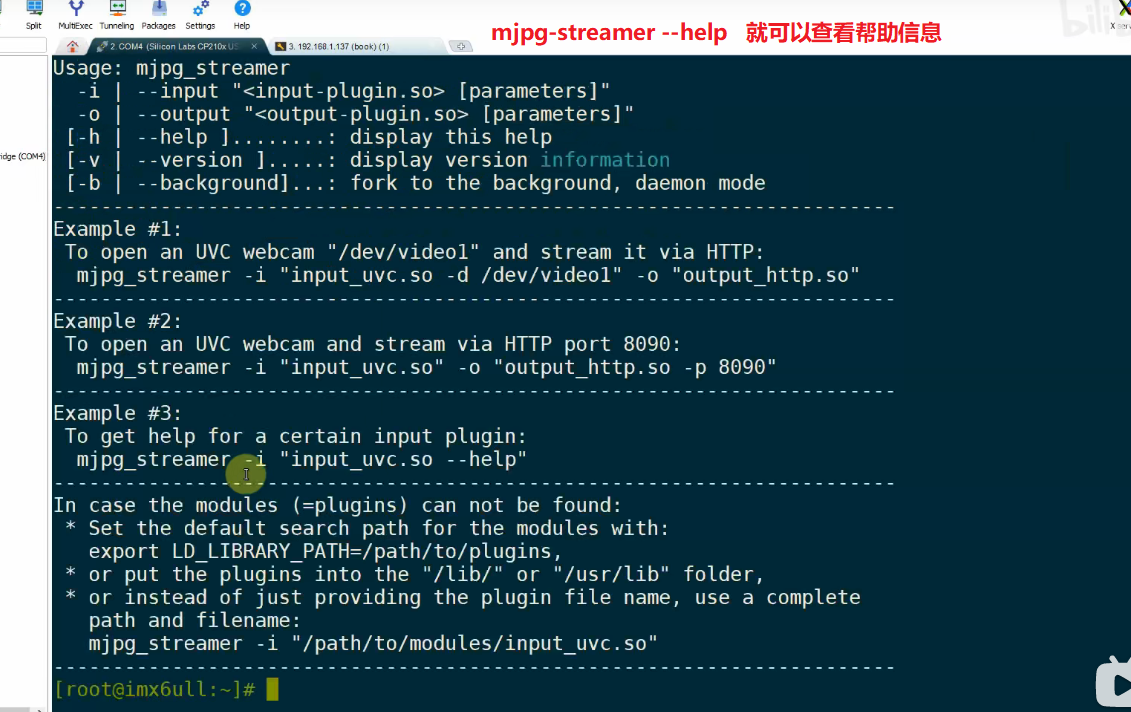 Split MultiExec Tunneling Packages Settings Help
mjpg-streamer --help 就可以查看帮助信息
2. COM4 (Silicon Labs CP210x US
3. 192.168.1.137 (book) (1)
idge (COM4)
Usage: mjpg_streamer
-i | --input "<input-plugin.so> [parameters]"
-o | --output "<output-plugin.so> [parameters]"
[-h | --help ]........: display this help
[-v | --version ].....: display version information
[-b | --background]...: fork to the background, daemon mode
-----------------------------------------------------------------------
Example #1:
To open an UVC webcam "/dev/video1" and stream it via HTTP:
mjpg_streamer -i "input_uvc.so -d /dev/video1" -o "output_http.so"
-----------------------------------------------------------------------
Example #2:
To open an UVC webcam and stream via HTTP port 8090:
mjpg_streamer -i "input_uvc.so" -o "output_http.so -p 8090"
-----------------------------------------------------------------------
Example #3:
To get help for a certain input plugin:
mjpg_streamer -i "input_uvc.so --help"
-----------------------------------------------------------------------
In case the modules (=plugins) can not be found:
* Set the default search path for the modules with:
export LD_LIBRARY_PATH=/path/to/plugins,
* or put the plugins into the "/lib/" or "/usr/lib" folder,
* or instead of just providing the plugin file name, use a complete
path and filename:
mjpg_streamer -i "/path/to/modules/input_uvc.so"
-----------------------------------------------------------------------
[root@imx6ull:~]#